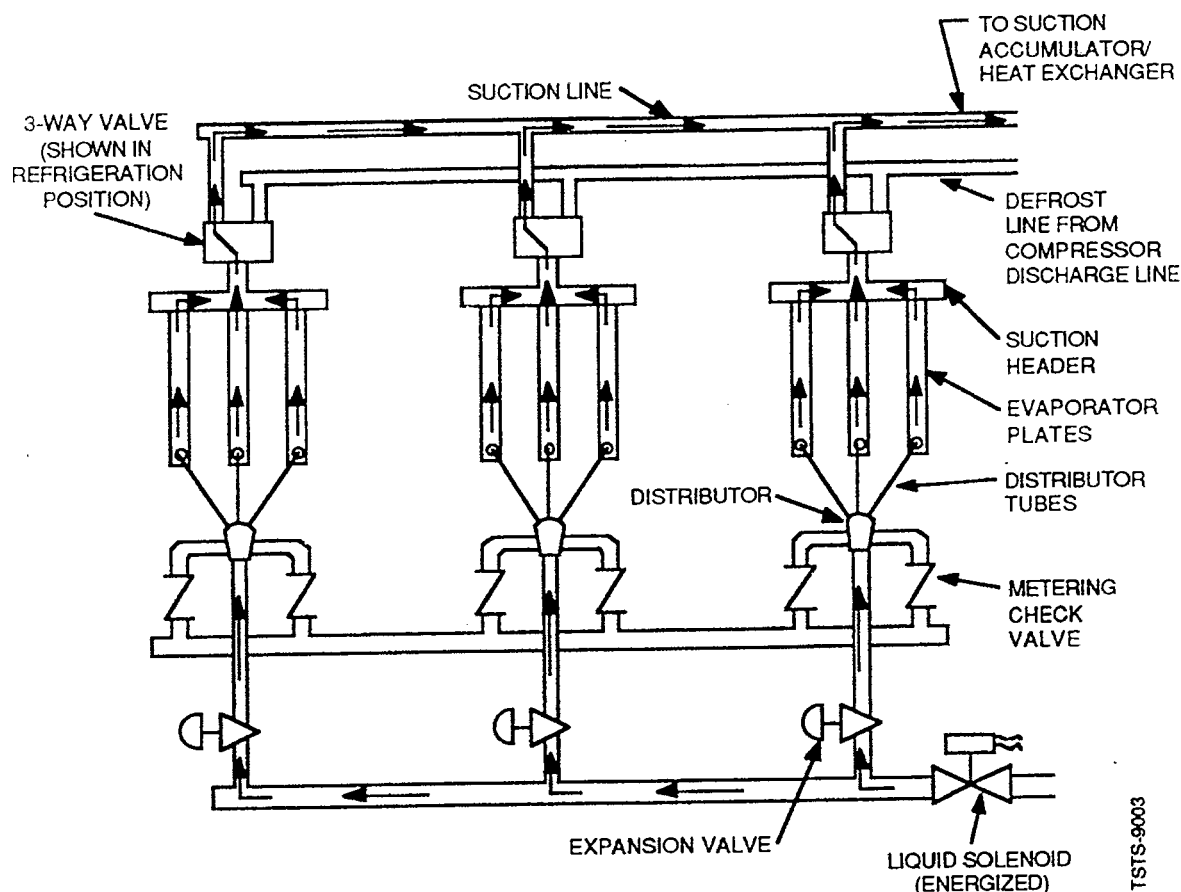 TO SUCTION
ACCUMULATOR/
HEAT EXCHANGER
SUCTION LINE
3-WAY VALVE
(SHOWN IN
REFRIGERATION
POSITION)
DEFROST
LINE FROM
COMPRESSOR
DISCHARGE LINE
SUCTION
HEADER
EVAPORATOR
PLATES
DISTRIBUTOR
DISTRIBUTOR
TUBES
METERING
CHECK
VALVE
EXPANSION VALVE
LIQUID SOLENOID
(ENERGIZED)
TSTS-9003